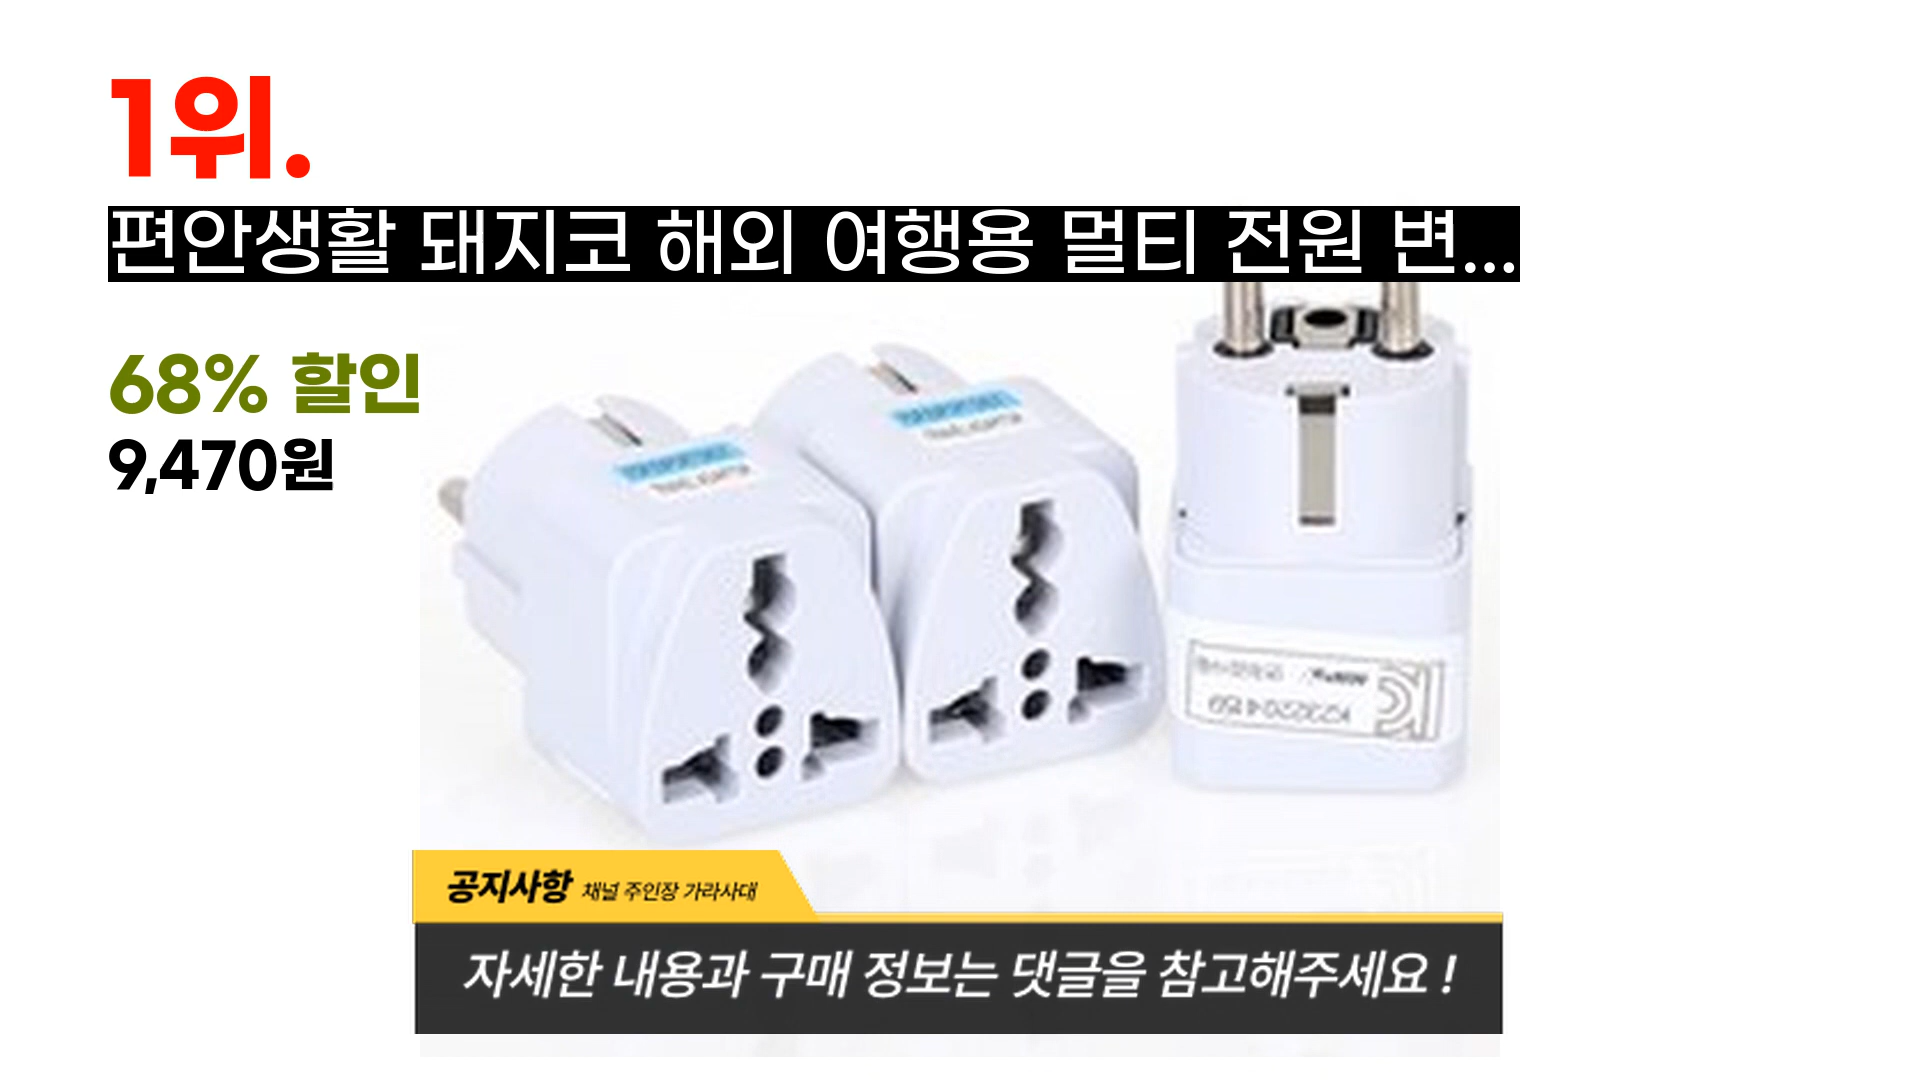 1위.
편안생활 돼지코 해외 여행용 멀티 전원 변...
68% 할인
9,470원
공지사항 채널 주인장 가라사대
자세한 내용과 구매 정보는 댓글을 참고해주세요 !